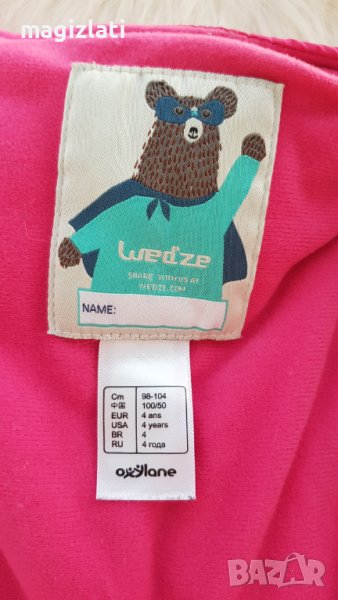 magizlati
wed'ze
SHARE WITH US AT
WEDZE.COM
NAME:
Cm 98-104
中国 100/50
EUR 4 ans
USA 4 years
BR 4
RU 4 года
oxylane
BAZAR